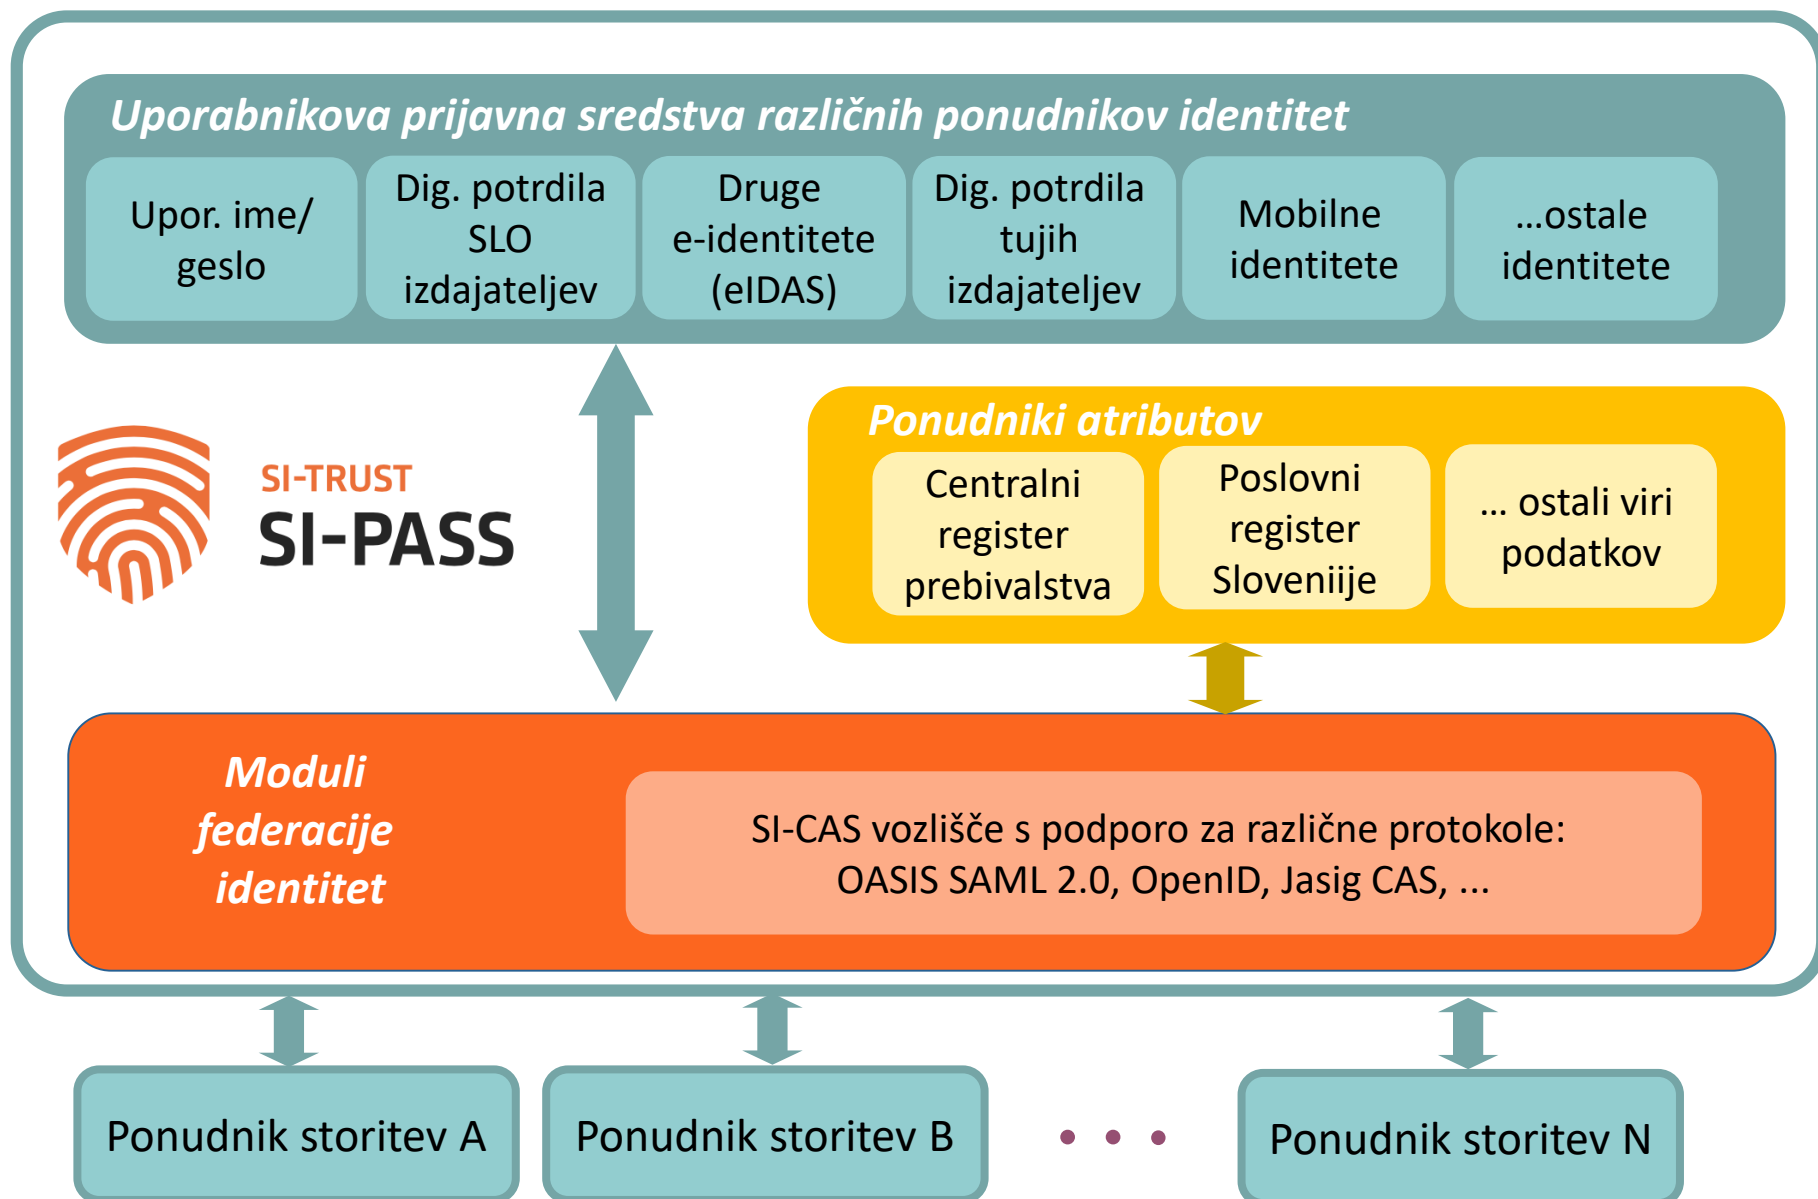 Uporabnikova prijavna sredstva različnih ponudnikov identitet
Upor. ime/
geslo
Dig. potrdila
SLO
izdajateljev
Druge
e-identitete
(eIDAS)
Dig. potrdila
tujih
izdajateljev
Mobilne
identitete
...ostale
identitete
SI-TRUST
SI-PASS
Ponudniki atributov
Centralni
register
prebivalstva
Poslovni
register
Sloveniije
... ostali viri
podatkov
Moduli
federacije
identitet
SI-CAS vozlišče s podporo za različne protokole:
OASIS SAML 2.0, OpenID, Jasig CAS, ...
Ponudnik storitev A
Ponudnik storitev B
• • •
Ponudnik storitev N